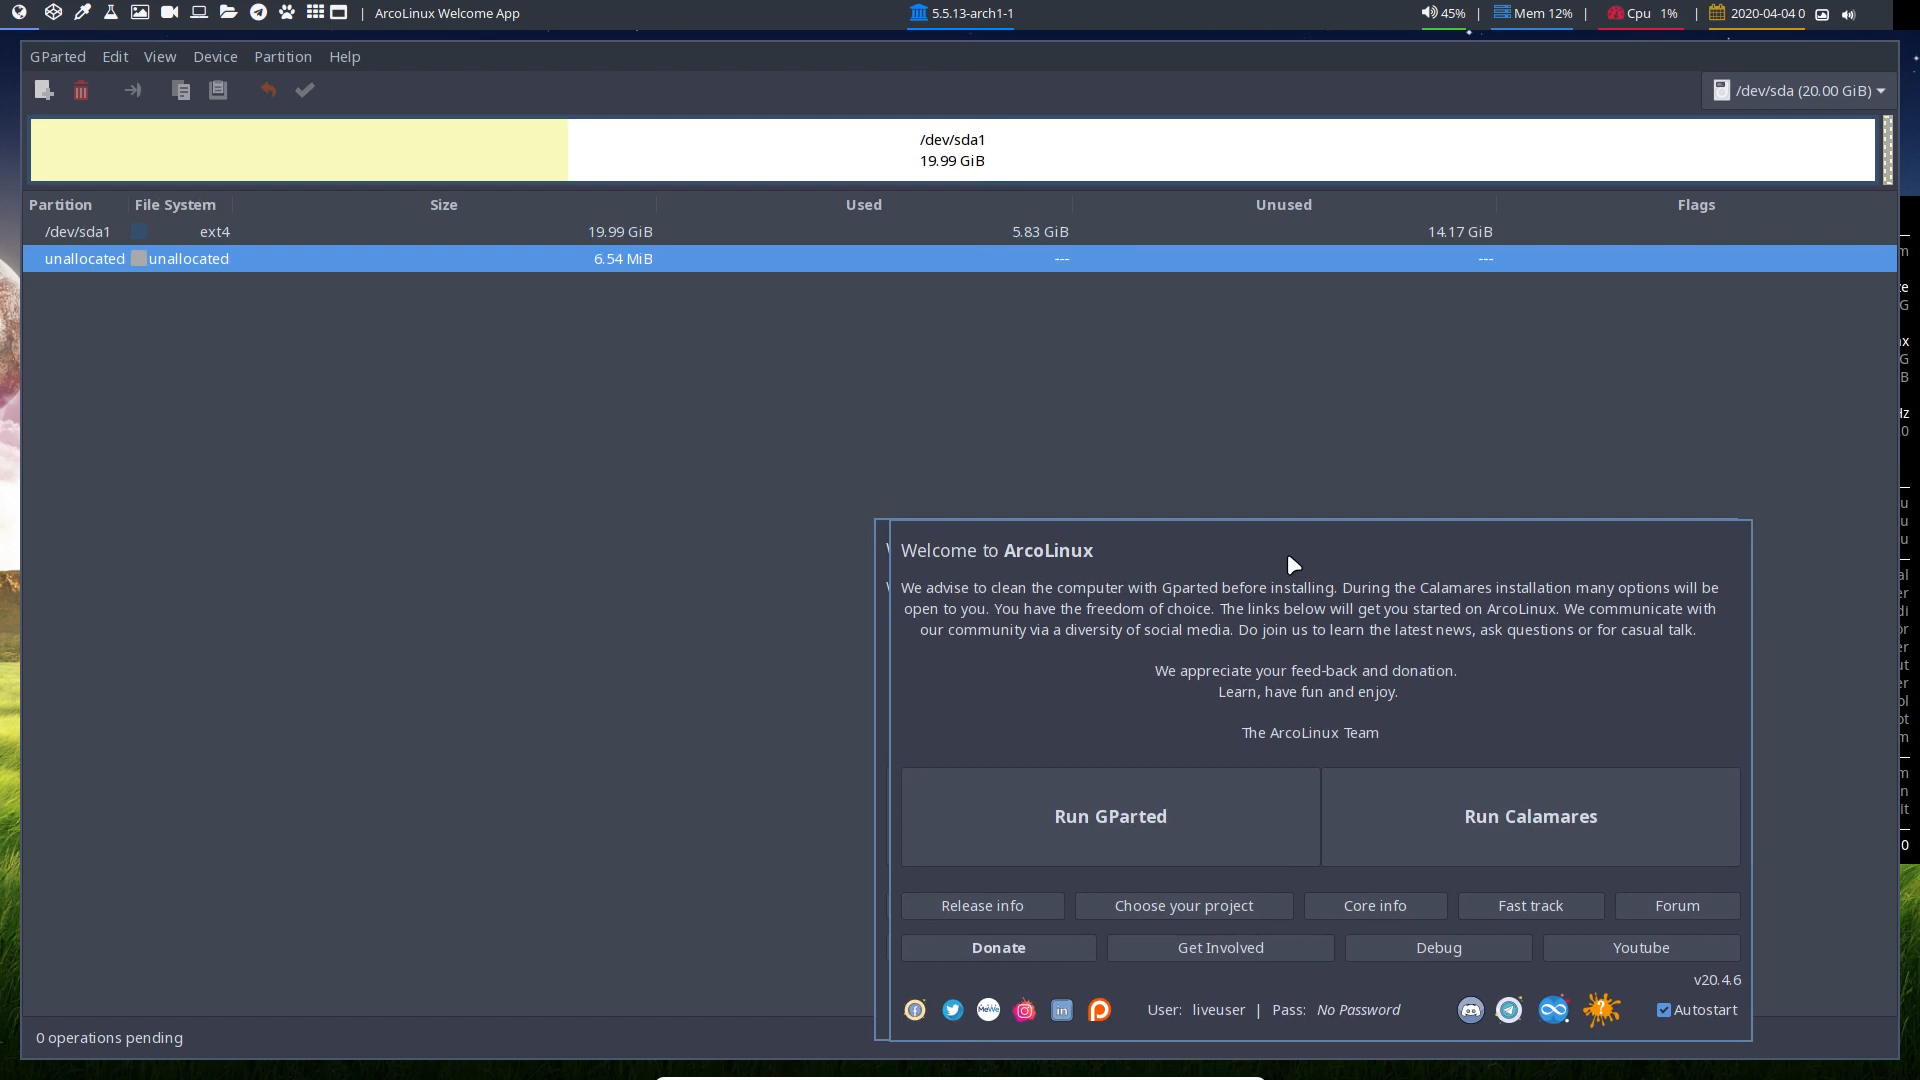 ArcoLinux Welcome App
5.5.13-arch1-1
45% | Mem 12% | Cpu 1% | 2020-04-04 0
GParted Edit View Device Partition Help
/dev/sda (20.00 GiB)
/dev/sda1
19.99 GiB
Partition File System Size Used Unused Flags
/dev/sda1 ext4 19.99 GiB 5.83 GiB 14.17 GiB
unallocated unallocated 6.54 MiB --- ---
Welcome to ArcoLinux
We advise to clean the computer with Gparted before installing. During the Calamares installation many options will be
open to you. You have the freedom of choice. The links below will get you started on ArcoLinux. We communicate with
our community via a diversity of social media. Do join us to learn the latest news, ask questions or for casual talk.
We appreciate your feed-back and donation.
Learn, have fun and enjoy.
The ArcoLinux Team
Run GParted Run Calamares
Release info Choose your project Core info Fast track Forum
Donate Get Involved Debug Youtube
v20.4.6
MeWe in User: liveuser | Pass: No Password ? Autostart
0 operations pending